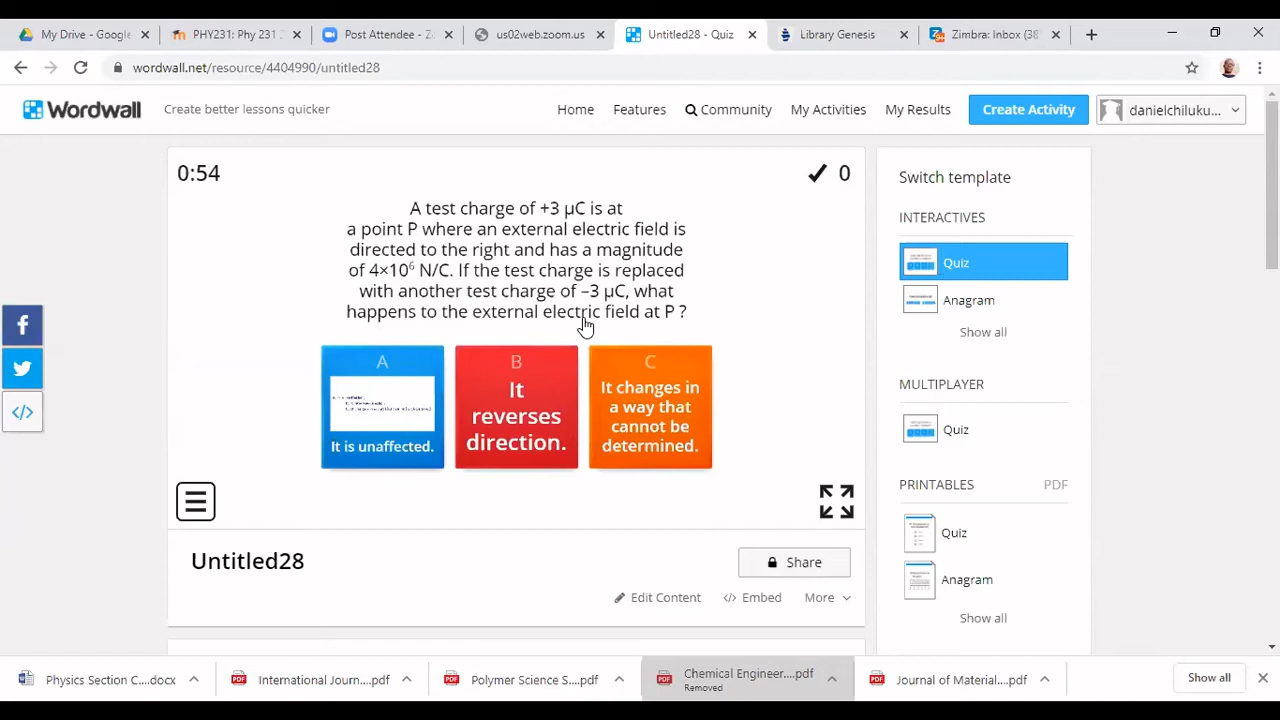 My Drive - Google
PHY231: Phy 231
Post Attendee - Z
us02web.zoom.us
Untitled28 - Quiz
Library Genesis
Zimbra: Inbox (38
wordwall.net/resource/4404990/untitled28
Wordwall
Create better lessons quicker
Home
Features
Community
My Activities
My Results
Create Activity
danielchiluku...
0:54
0
A test charge of +3 µC is at
a point P where an external electric field is
directed to the right and has a magnitude
of 4×10⁶ N/C. If the test charge is replaced
with another test charge of –3 µC, what
happens to the external electric field at P ?
A
It is unaffected.
B
It
reverses
direction.
C
It changes in
a way that
cannot be
determined.
Untitled28
Share
Edit Content
</> Embed
More
Switch template
INTERACTIVES
Quiz
Anagram
Show all
MULTIPLAYER
Quiz
PRINTABLES
PDF
Quiz
Anagram
Show all
Physics Section C....docx
International Journ....pdf
Polymer Science S....pdf
Chemical Engineer....pdf
Removed
Journal of Material....pdf
Show all